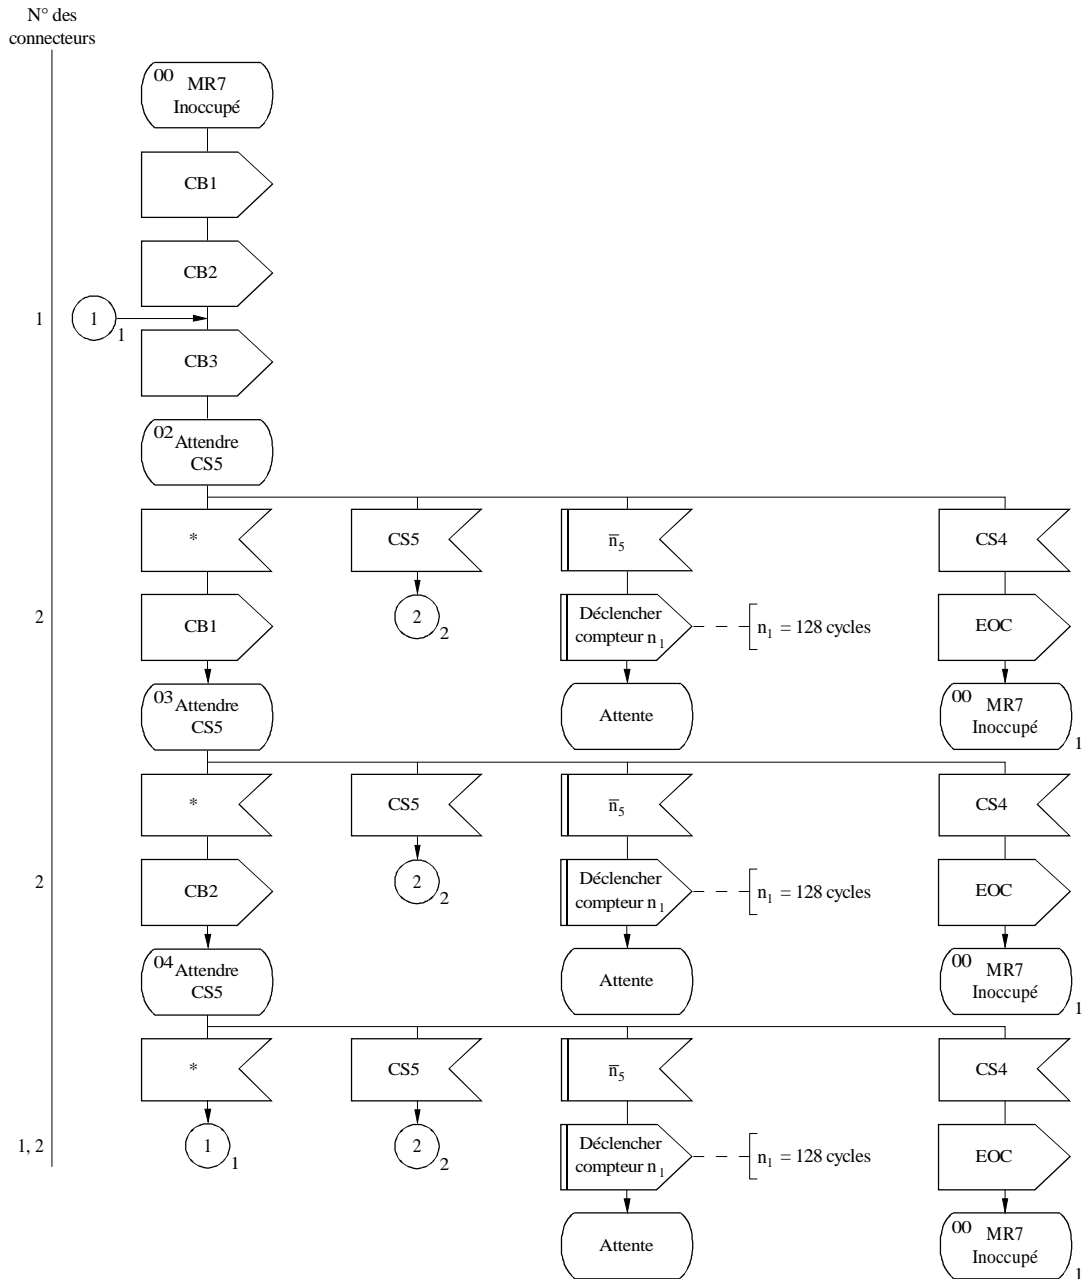 N° des
connecteurs
00
MR7
Inoccupé
CB1
CB2
1
1
1
CB3
02
Attendre
CS5
*
CS5
n̅₅
CS4
2
CB1
2
2
Déclencher
compteur n₁
n₁ = 128 cycles
EOC
03
Attendre
CS5
Attente
00
MR7
Inoccupé
1
*
CS5
n̅₅
CS4
2
CB2
2
2
Déclencher
compteur n₁
n₁ = 128 cycles
EOC
04
Attendre
CS5
Attente
00
MR7
Inoccupé
1
*
CS5
n̅₅
CS4
1, 2
1
1
2
2
Déclencher
compteur n₁
n₁ = 128 cycles
EOC
Attente
00
MR7
Inoccupé
1